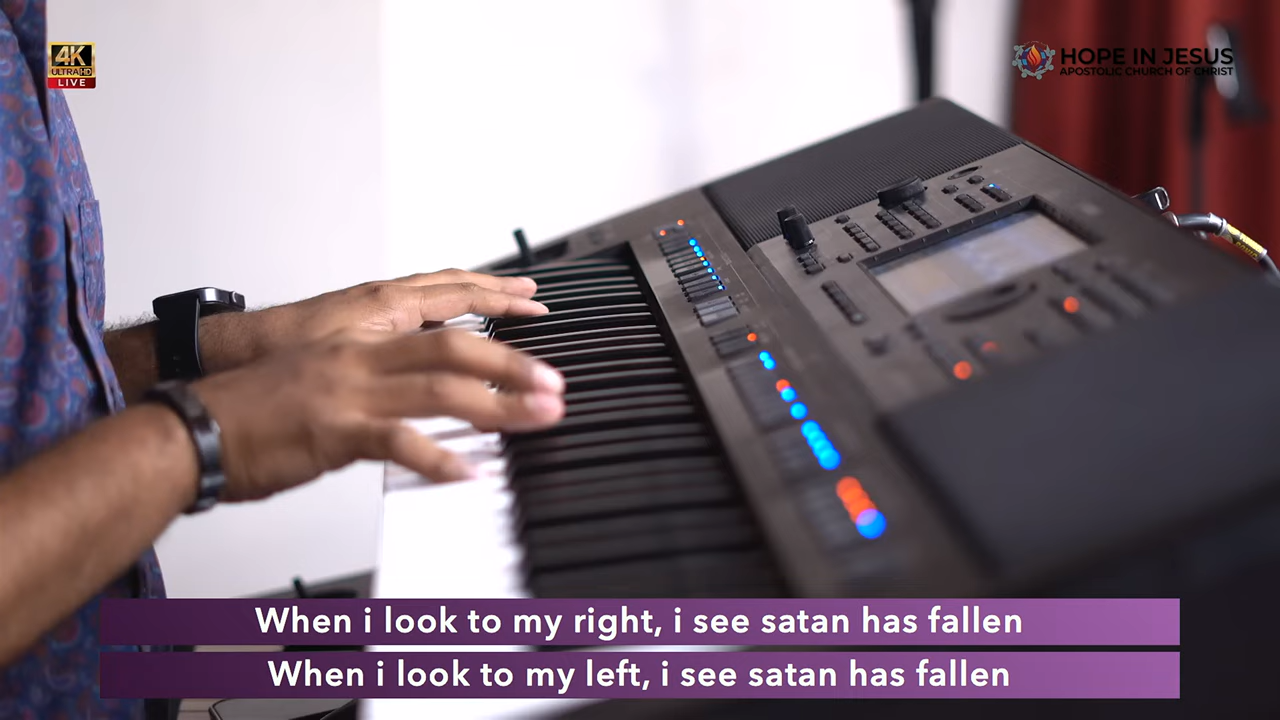 4K
ULTRA HD
LIVE
HOPE IN JESUS
APOSTOLIC CHURCH OF CHRIST
When i look to my right, i see satan has fallen
When i look to my left, i see satan has fallen